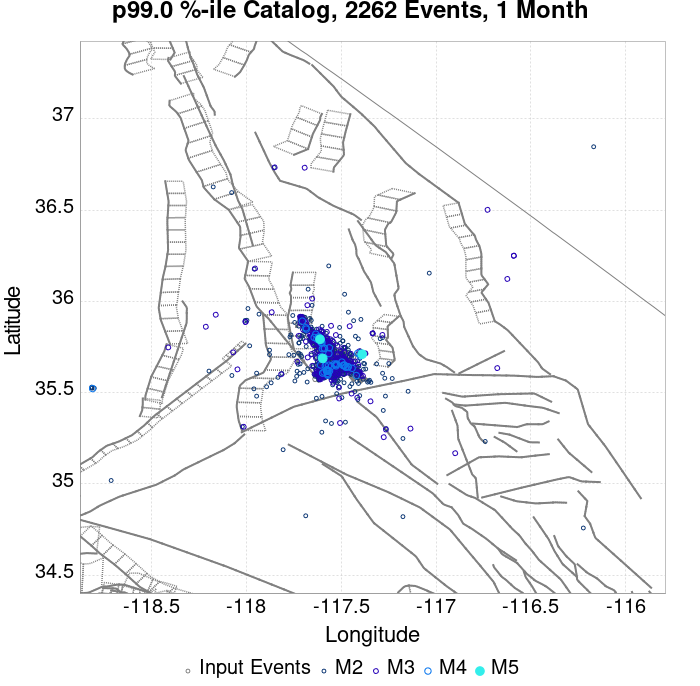 p99.0 %-ile Catalog, 2262 Events, 1 Month
37
36.5
36
35.5
35
34.5
Latitude
-118.5 -118 -117.5 -117 -116.5 -116
Longitude
Input Events M2 M3 M4 M5